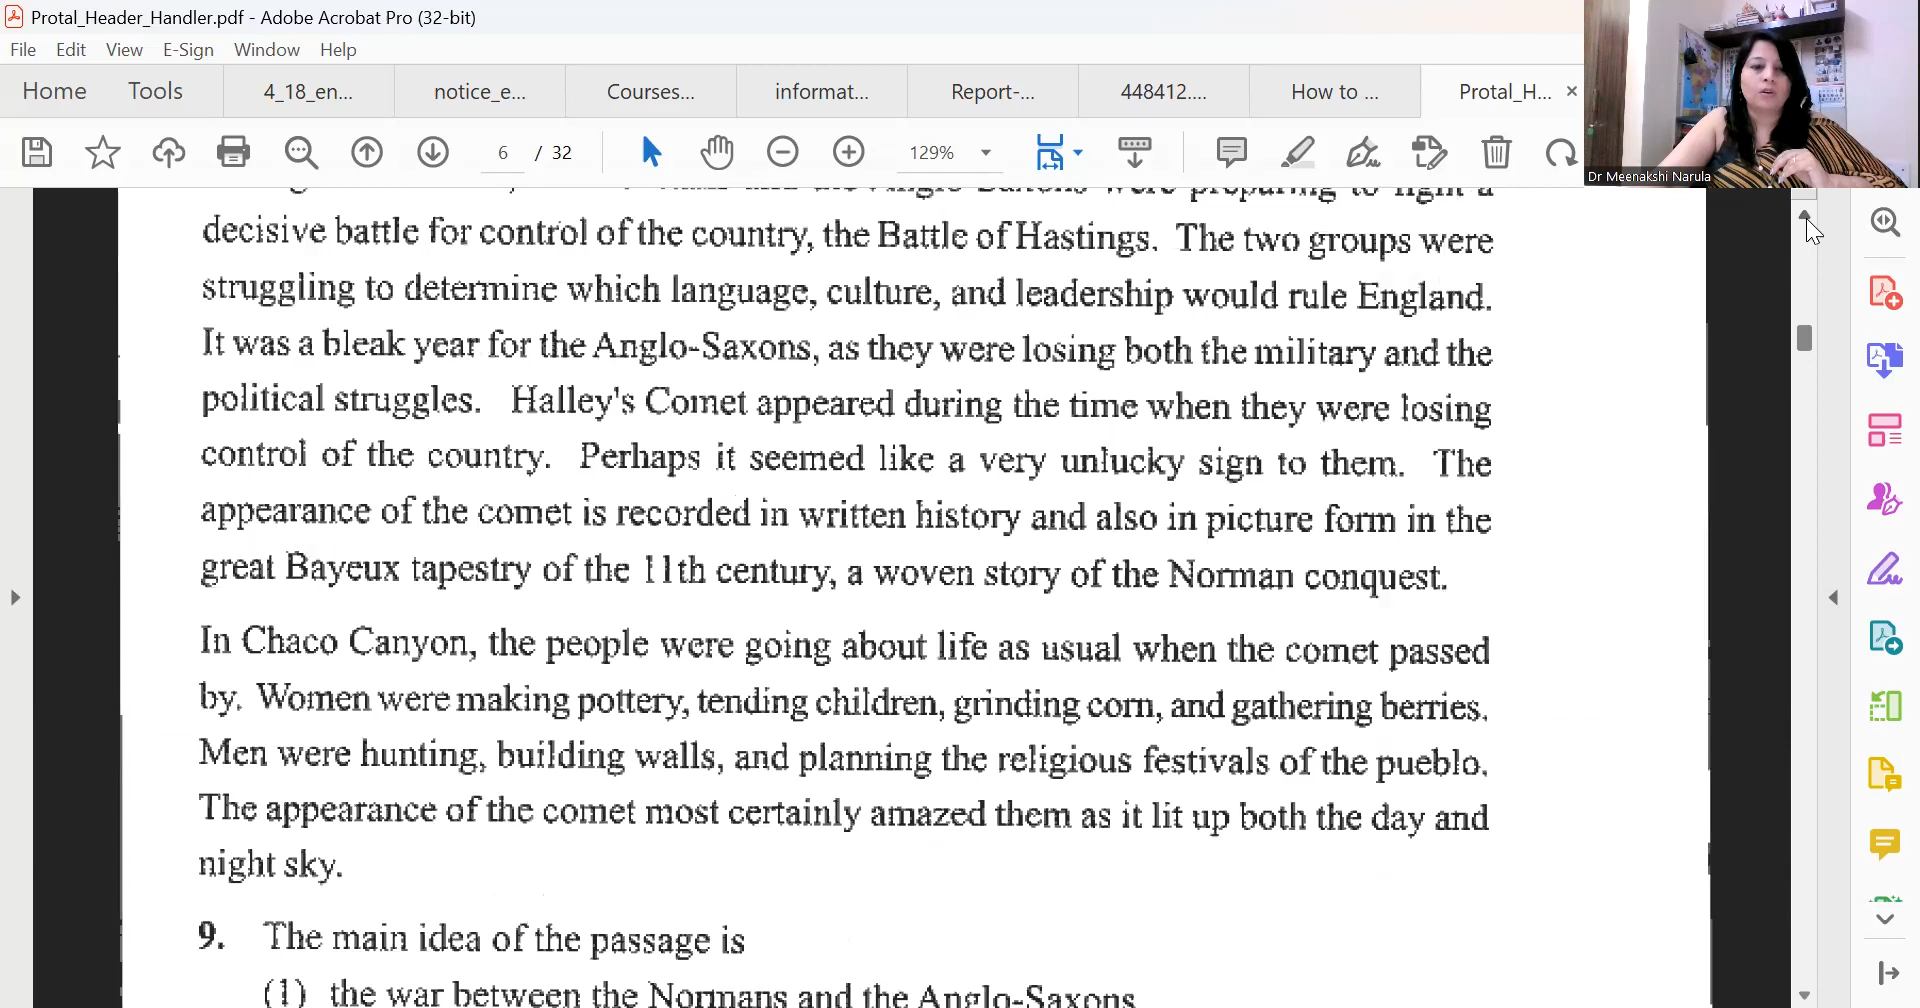 Protal_Header_Handler.pdf - Adobe Acrobat Pro (32-bit)
File Edit View E-Sign Window Help
Home Tools 4_18_en... notice_e... Courses... informat... Report-... 448412.... How to ... Protal_H... ×
6 / 32 129%
Dr Meenakshi Narula
were preparing to fight a
decisive battle for control of the country, the Battle of Hastings. The two groups were
struggling to determine which language, culture, and leadership would rule England.
It was a bleak year for the Anglo-Saxons, as they were losing both the military and the
political struggles. Halley's Comet appeared during the time when they were losing
control of the country. Perhaps it seemed like a very unlucky sign to them. The
appearance of the comet is recorded in written history and also in picture form in the
great Bayeux tapestry of the 11th century, a woven story of the Norman conquest.
In Chaco Canyon, the people were going about life as usual when the comet passed
by. Women were making pottery, tending children, grinding corn, and gathering berries.
Men were hunting, building walls, and planning the religious festivals of the pueblo.
The appearance of the comet most certainly amazed them as it lit up both the day and
night sky.
9. The main idea of the passage is
(1) the war between the Normans and the Anglo-Saxons